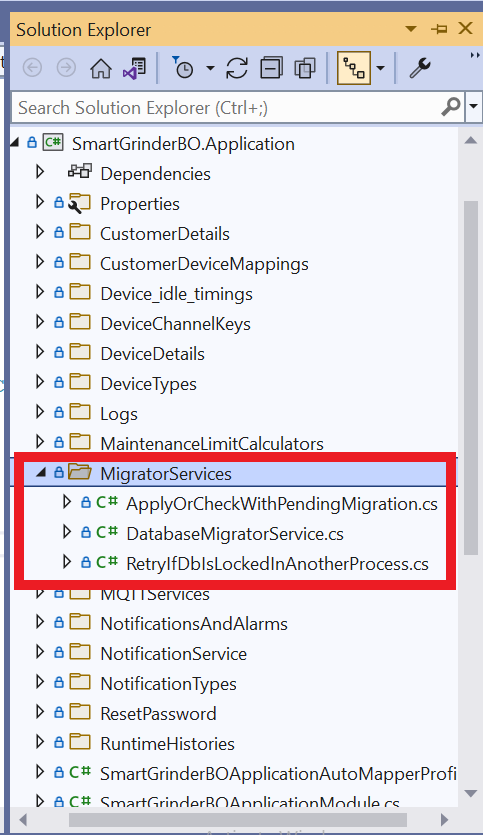 Solution Explorer
Search Solution Explorer (Ctrl+;)
C# SmartGrinderBO.Application
Dependencies
Properties
CustomerDetails
CustomerDeviceMappings
Device_idle_timings
DeviceChannelKeys
DeviceDetails
DeviceTypes
Logs
MaintenanceLimitCalculators
MigratorServices
C# ApplyOrCheckWithPendingMigration.cs
C# DatabaseMigratorService.cs
C# RetryIfDbIsLockedInAnotherProcess.cs
MQTTServices
NotificationsAndAlarms
NotificationService
NotificationTypes
ResetPassword
RuntimeHistories
C# SmartGrinderBOApplicationAutoMapperProfi
C# SmartGrinderBOApplicationModule.cs